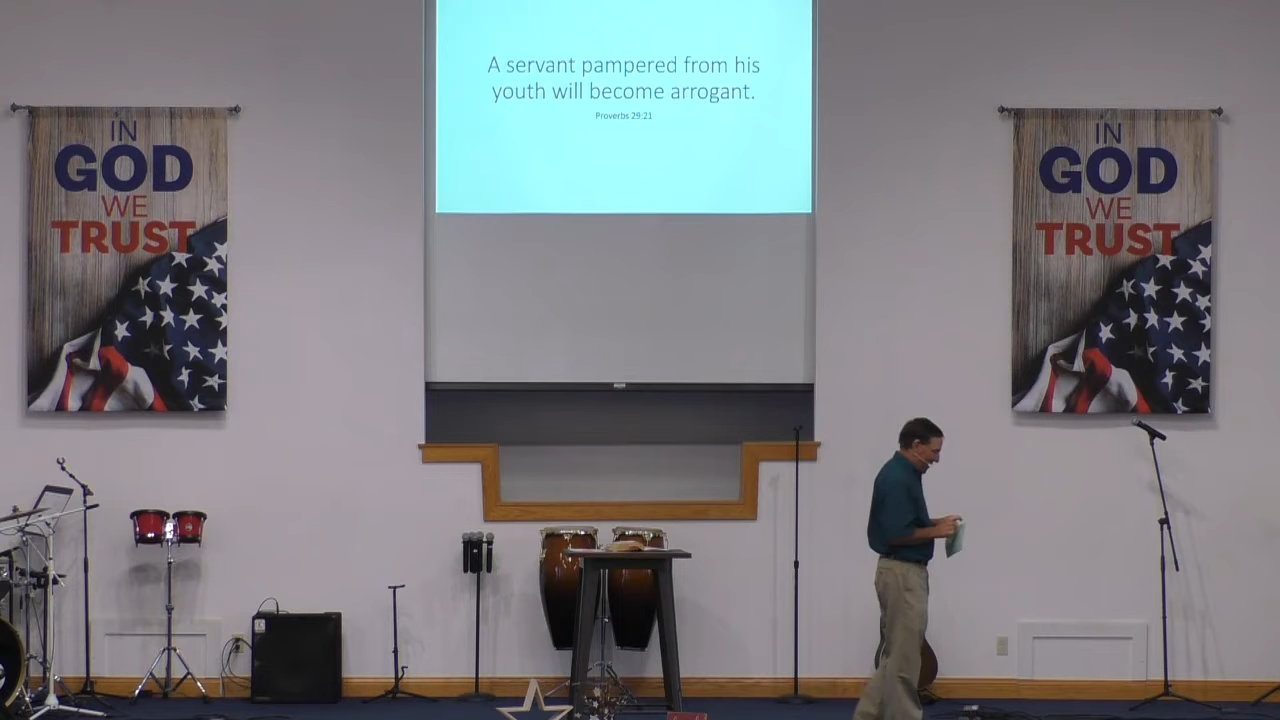 A servant pampered from his
youth will become arrogant.
Proverbs 29:21
IN
GOD
WE
TRUST
IN
GOD
WE
TRUST